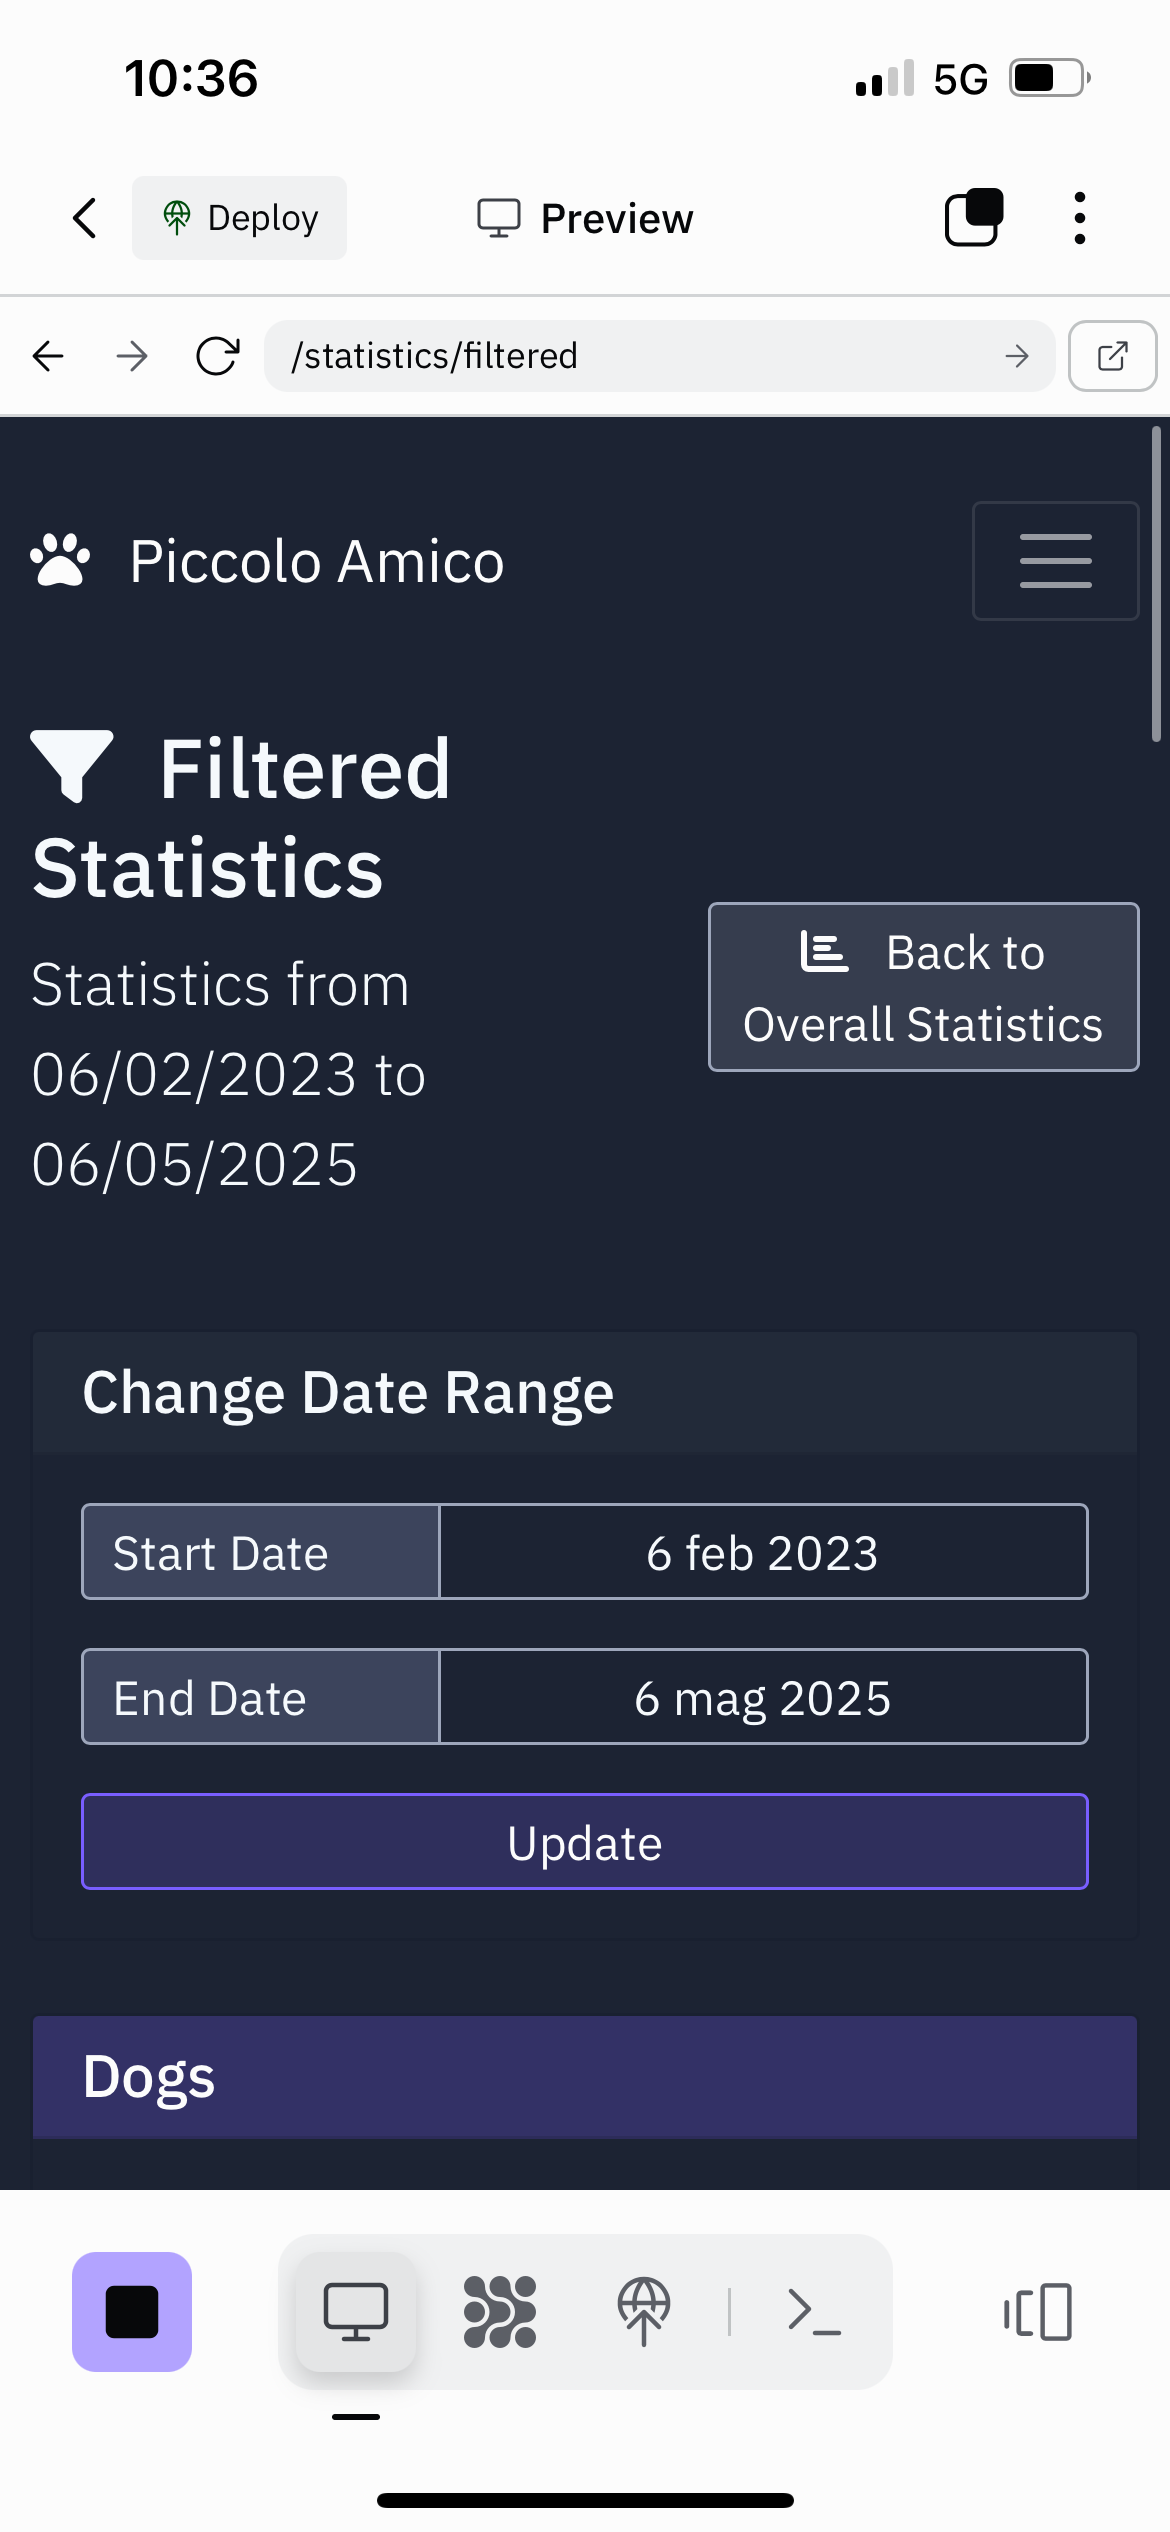 10:36
5G
Deploy
Preview
/statistics/filtered
Piccolo Amico
Filtered
Statistics
Statistics from
06/02/2023 to
06/05/2025
Back to
Overall Statistics
Change Date Range
Start Date
6 feb 2023
End Date
6 mag 2025
Update
Dogs